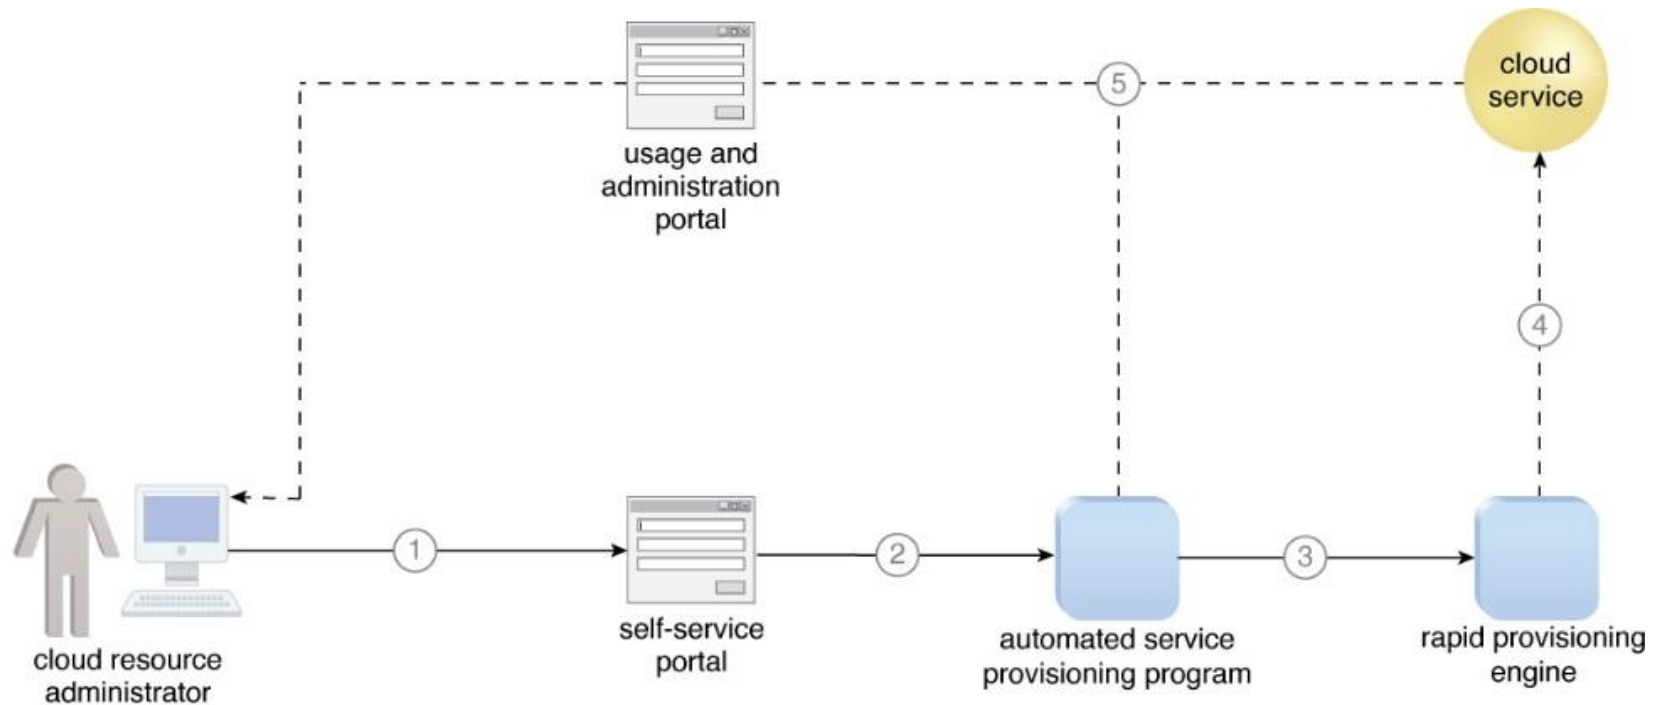 cloud
service
5
usage and
administration
portal
4
1
2
3
self-service
portal
automated service
provisioning program
rapid provisioning
engine
cloud resource
administrator